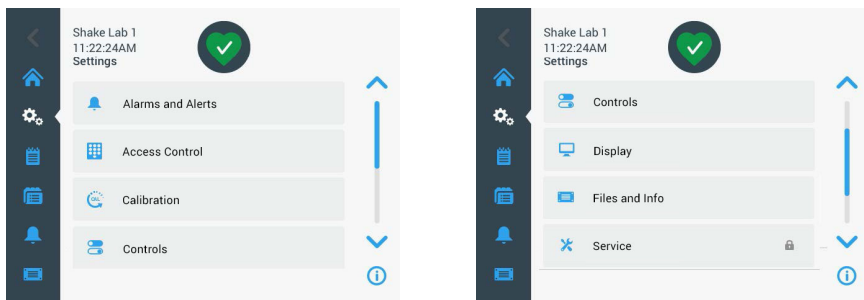 Shake Lab 1
11:22:24AM
Settings
Alarms and Alerts
Access Control
CAL
Calibration
Controls
Shake Lab 1
11:22:24AM
Settings
Controls
Display
Files and Info
Service